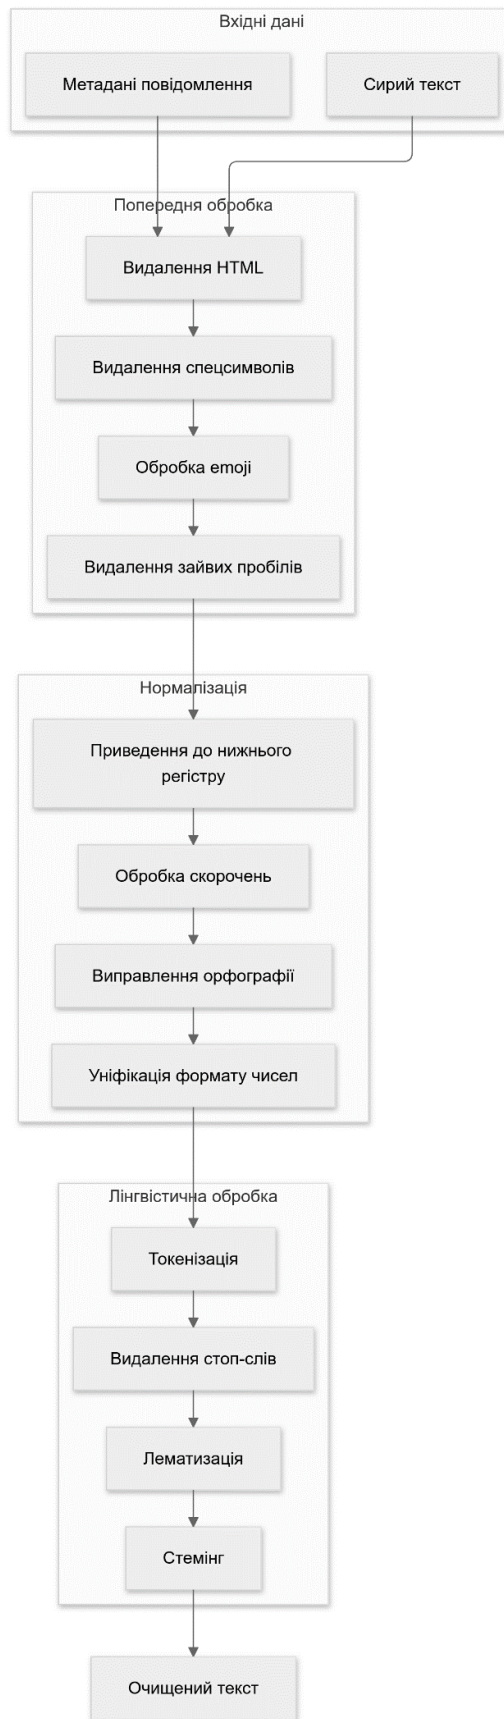 Вхідні дані
Метадані повідомлення
Сирий текст
Попередня обробка
Видалення HTML
Видалення спецсимволів
Обробка emoji
Видалення зайвих пробілів
Нормалізація
Приведення до нижнього
регістру
Обробка скорочень
Виправлення орфографії
Уніфікація формату чисел
Лінгвістична обробка
Токенізація
Видалення стоп-слів
Лематизація
Стемінг
Очищений текст